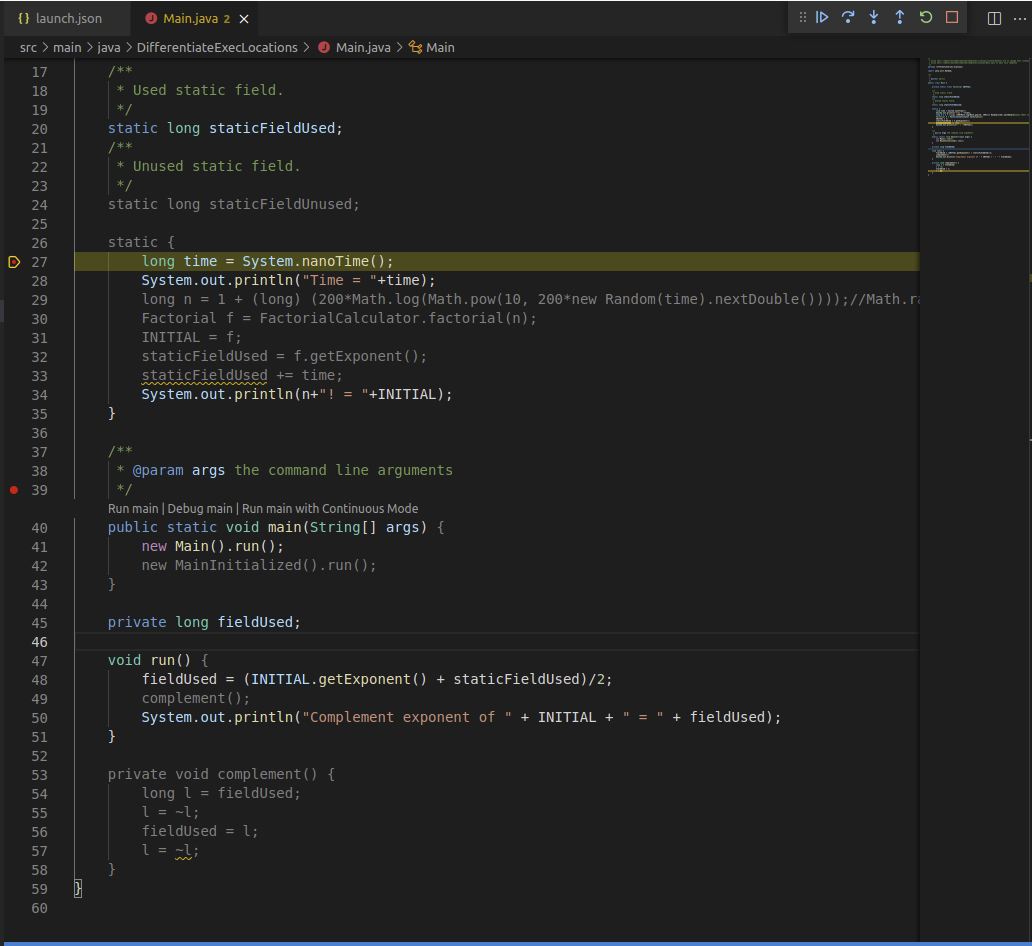 {} launch.json
J Main.java 2 ×
src > main > java > DifferentiateExecLocations > J Main.java > Main
17 /**
18 * Used static field.
19 */
20 static long staticFieldUsed;
21 /**
22 * Unused static field.
23 */
24 static long staticFieldUnused;
25
26 static {
27 long time = System.nanoTime();
28 System.out.println("Time = "+time);
29 long n = 1 + (long) (200*Math.log(Math.pow(10, 200*new Random(time).nextDouble())));//Math.ra
30 Factorial f = FactorialCalculator.factorial(n);
31 INITIAL = f;
32 staticFieldUsed = f.getExponent();
33 staticFieldUsed += time;
34 System.out.println(n+"! = "+INITIAL);
35 }
36
37 /**
38 * @param args the command line arguments
39 */
Run main | Debug main | Run main with Continuous Mode
40 public static void main(String[] args) {
41 new Main().run();
42 new MainInitialized().run();
43 }
44
45 private long fieldUsed;
46
47 void run() {
48 fieldUsed = (INITIAL.getExponent() + staticFieldUsed)/2;
49 complement();
50 System.out.println("Complement exponent of " + INITIAL + " = " + fieldUsed);
51 }
52
53 private void complement() {
54 long l = fieldUsed;
55 l = ~l;
56 fieldUsed = l;
57 l = ~l;
58 }
59 }
60